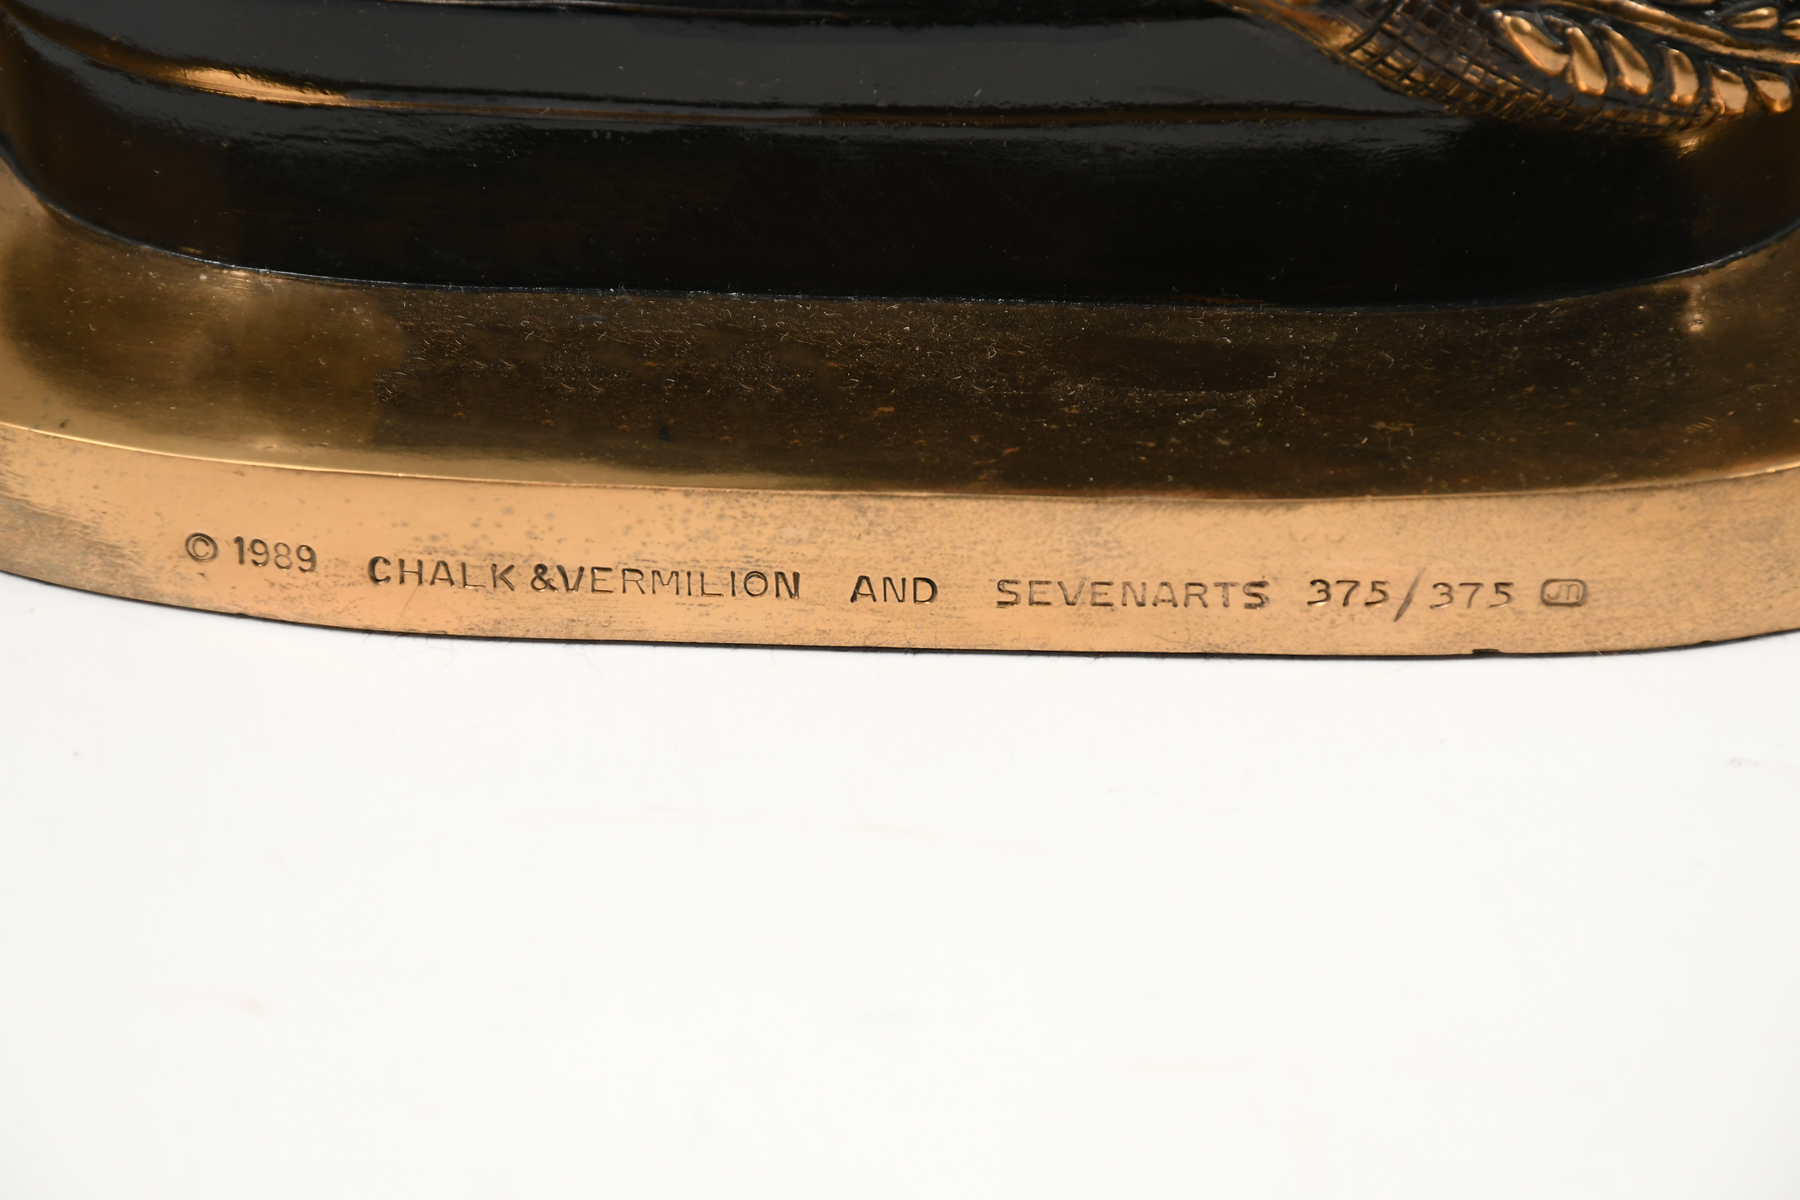 © 1989 CHALK &VERMILION AND SEVENARTS 375/375